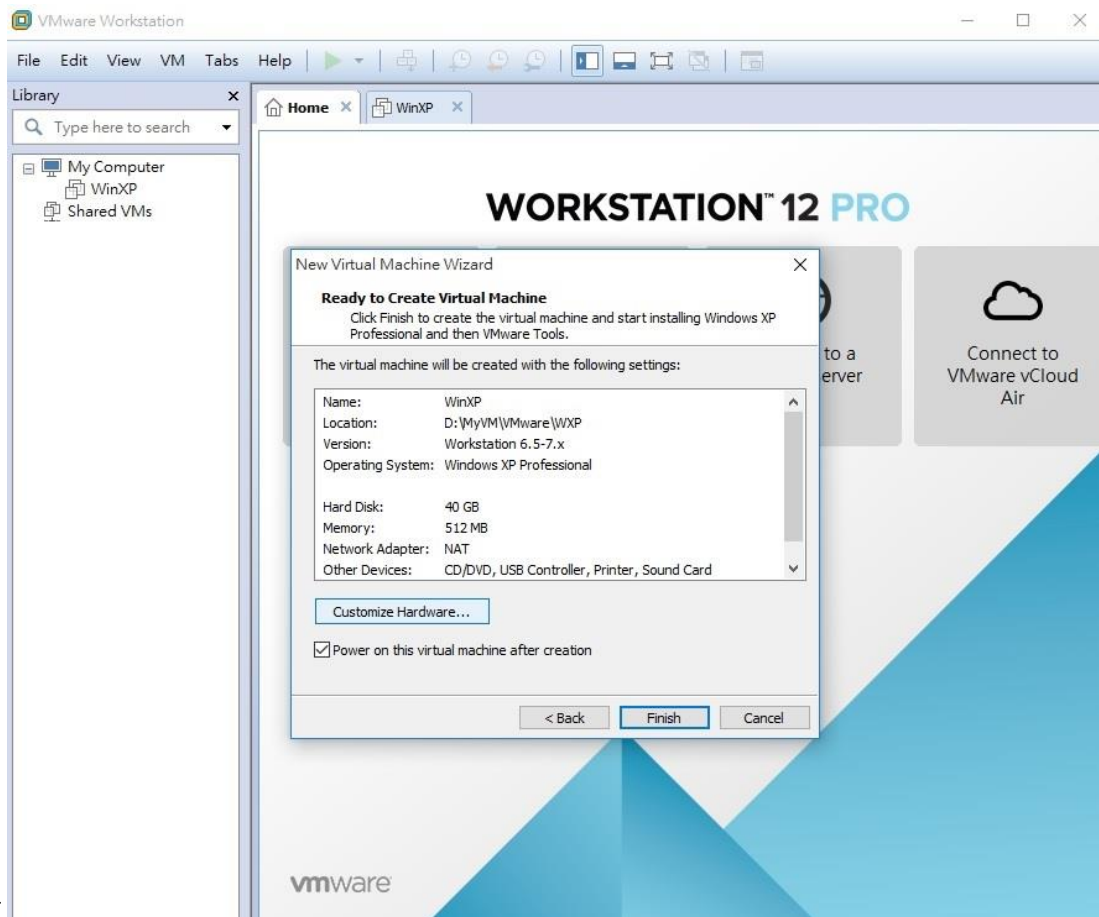 VMware Workstation
File Edit View VM Tabs Help
Library
Type here to search
My Computer
WinXP
Shared VMs
Home
WinXP
WORKSTATION™ 12 PRO
to a
erver
Connect to
VMware vCloud
Air
New Virtual Machine Wizard
Ready to Create Virtual Machine
Click Finish to create the virtual machine and start installing Windows XP
Professional and then VMware Tools.
The virtual machine will be created with the following settings:
Name: WinXP
Location: D:\MyVM\VMware\WXP
Version: Workstation 6.5-7.x
Operating System: Windows XP Professional
Hard Disk: 40 GB
Memory: 512 MB
Network Adapter: NAT
Other Devices: CD/DVD, USB Controller, Printer, Sound Card
Customize Hardware...
Power on this virtual machine after creation
< Back Finish Cancel
vmware